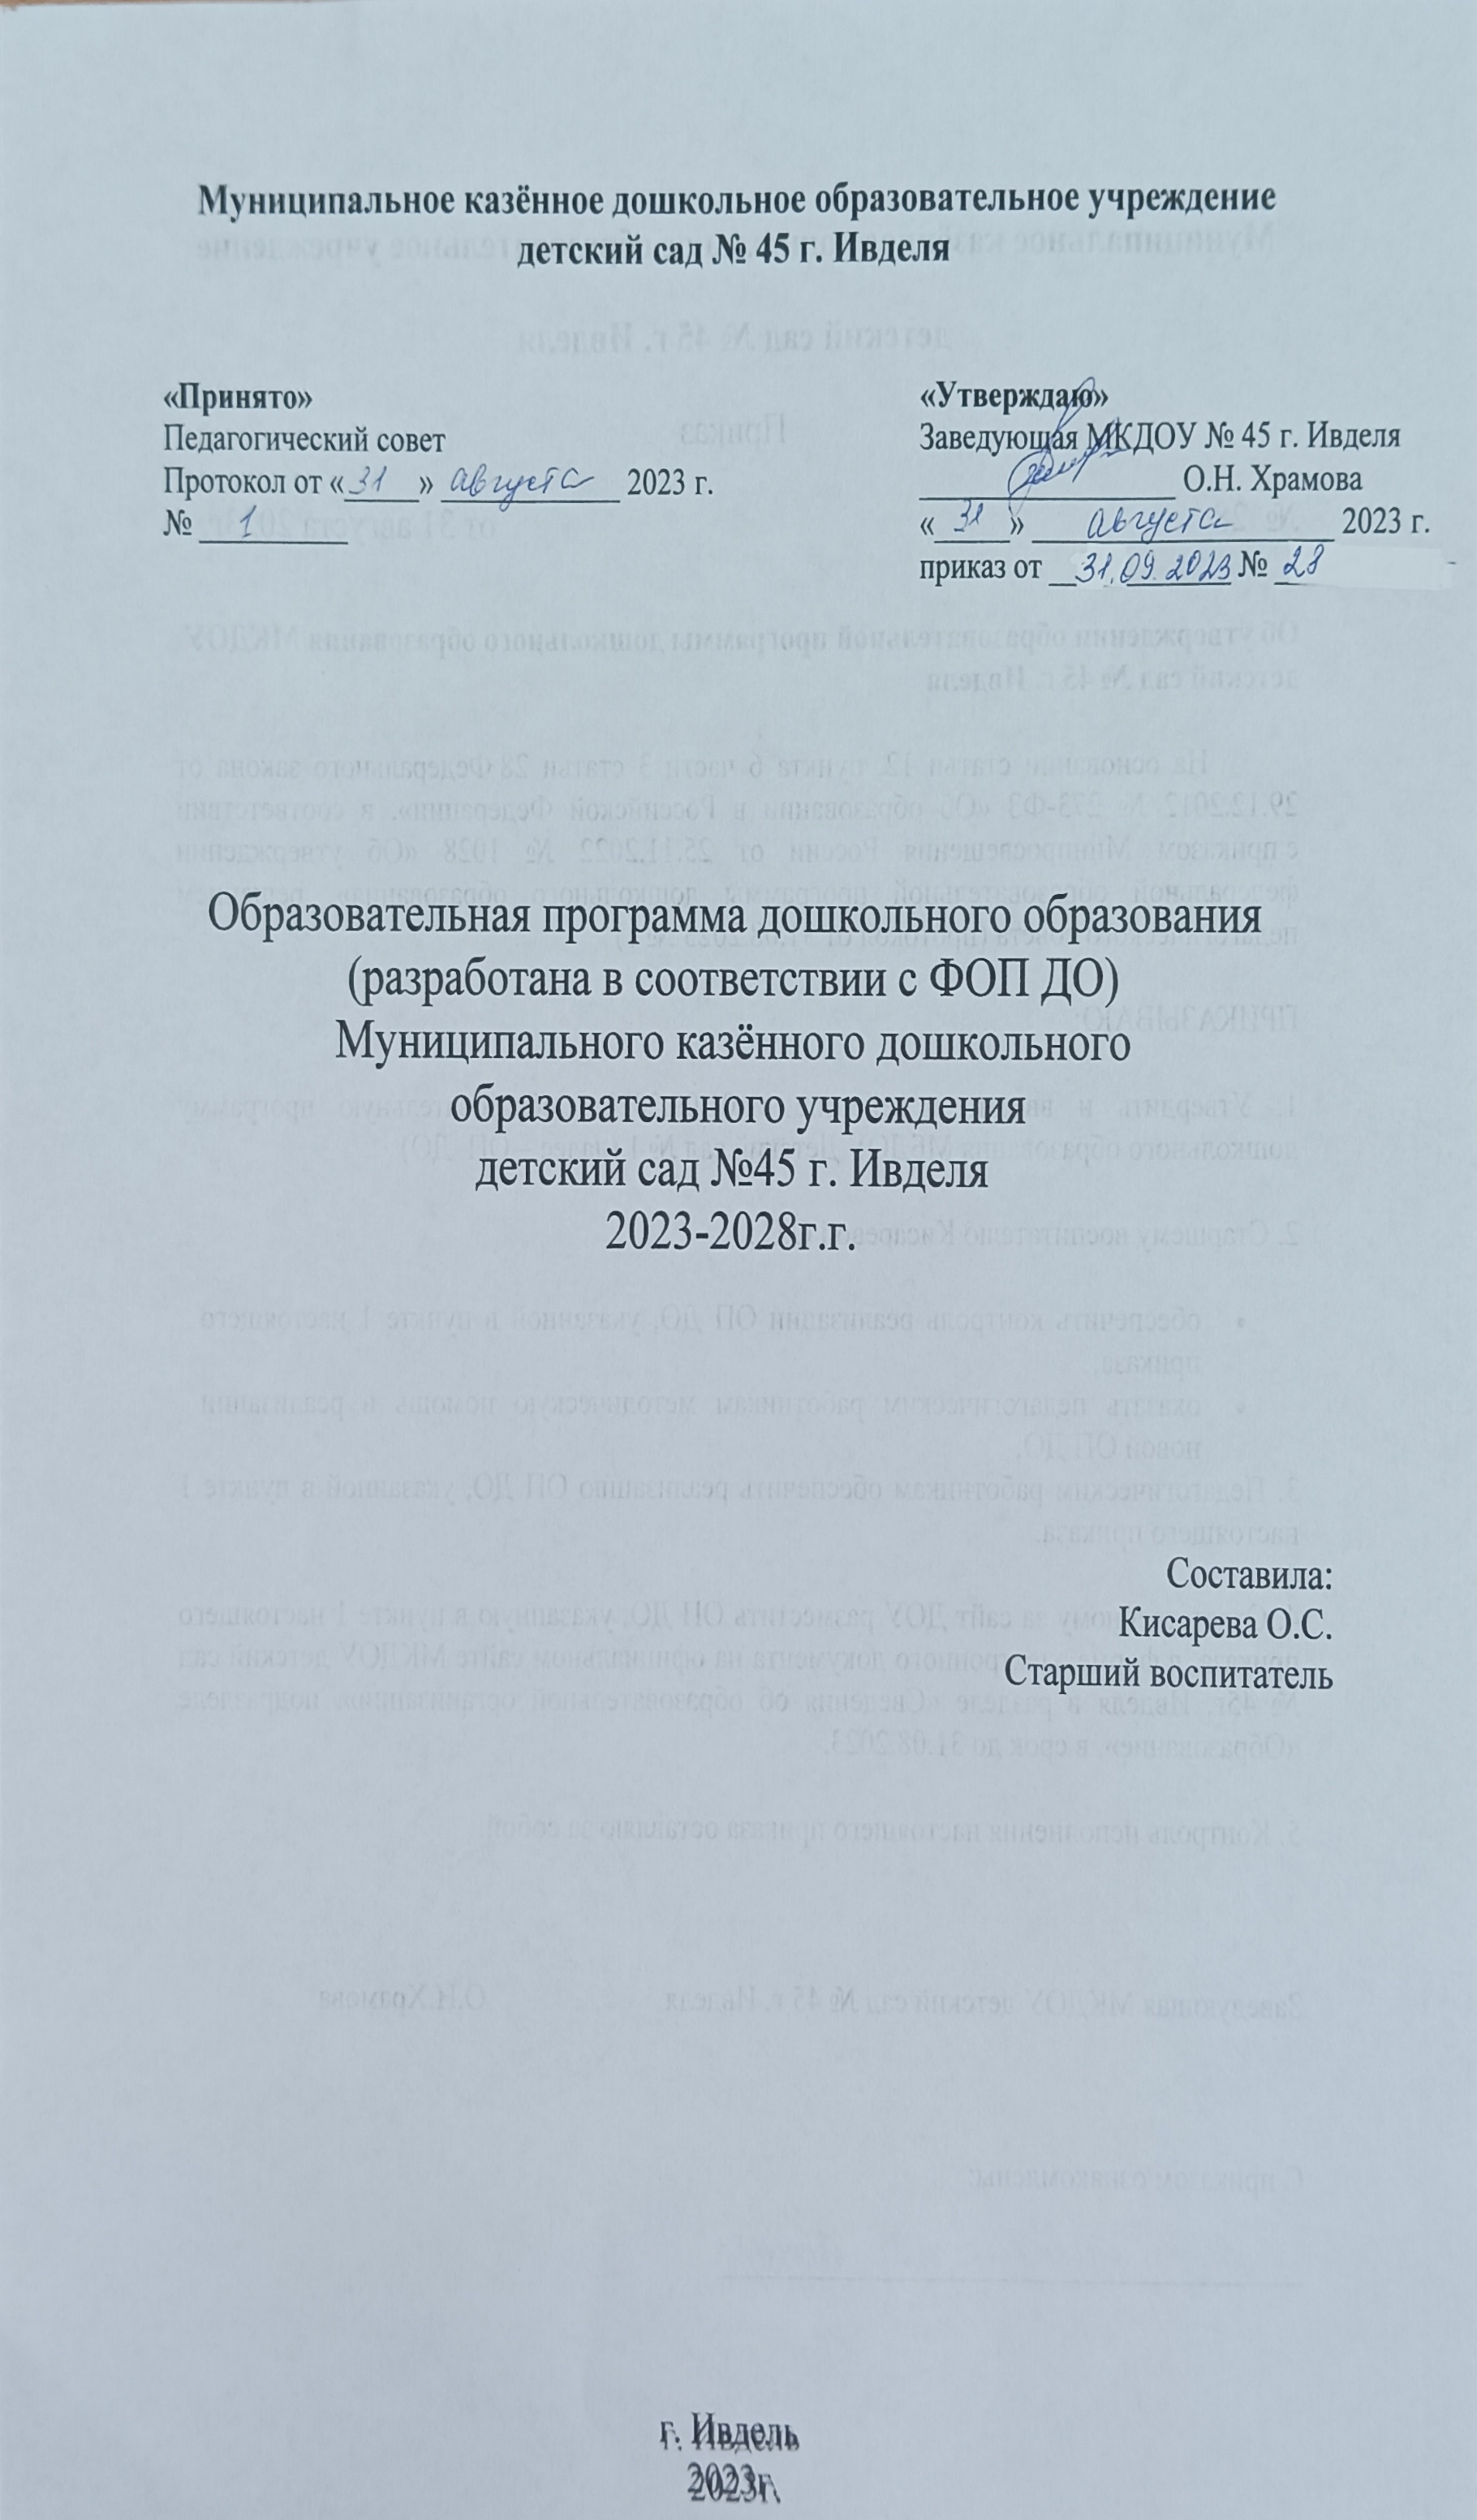 Муниципальное казённое дошкольное образовательное учреждение
детский сад № 45 г. Ивделя
«Принято»
Педагогический совет
Протокол от «31» августа 2023 г.
№ 1
«Утверждаю»
Заведующая МКДОУ № 45 г. Ивделя
О.Н. Храмова
«31» августа 2023 г.
приказ от 31.09.2023 № 28
Образовательная программа дошкольного образования
(разработана в соответствии с ФОП ДО)
Муниципального казённого дошкольного
образовательного учреждения
детский сад №45 г. Ивделя
2023-2028г.г.
Составила:
Кисарева О.С.
Старший воспитатель
г. Ивдель
2023г.